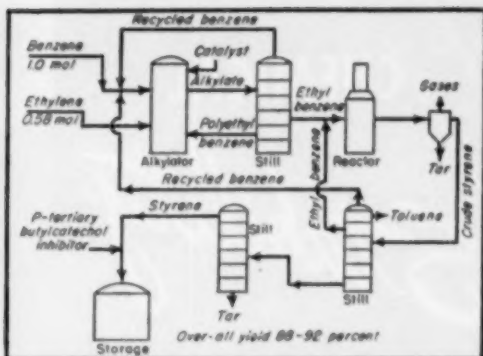 Recycled benzene
Benzene
1.0 mol
Catalyst
Alkylate
Gases
Ethylene
0.58 mol
Ethyl
benzene
Polyethyl
benzene
Alkylator
Still
Reactor
Tar
Ethyl benzene
Crude styrene
Recycled benzene
Styrene
Toluene
P-tertiary
butylcatechol
inhibitor
Still
Still
Tar
Storage
Over-all yield 88-92 percent